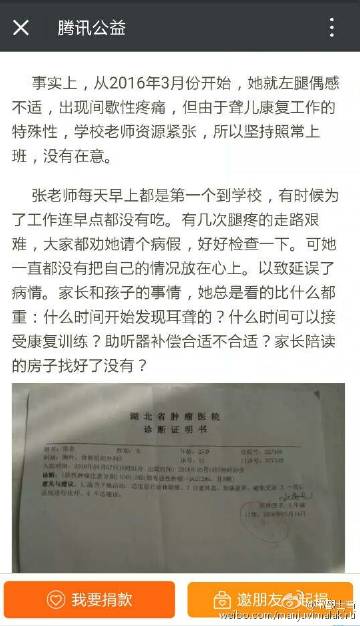 腾讯公益
事实上，从2016年3月份开始，她就左腿偶感
不适，出现间歇性疼痛，但由于聋儿康复工作的
特殊性，学校老师资源紧张，所以坚持照常上
班，没有在意。
张老师每天早上都是第一个到学校，有时候为
了工作连早点都没有吃。有几次腿疼的走路艰
难，大家都劝她请个病假，好好检查一下。可她
一直都没有把自己的情况放在心上。以致延误了
病情。家长和孩子的事情，她总是看的比什么都
重：什么时间开始发现耳聋的？什么时间可以接
受康复训练？助听器补偿合适不合适？家长陪读
的房子找好了没有？
湖北省肿瘤医院
诊断证明书
我要捐款
邀朋友一起捐